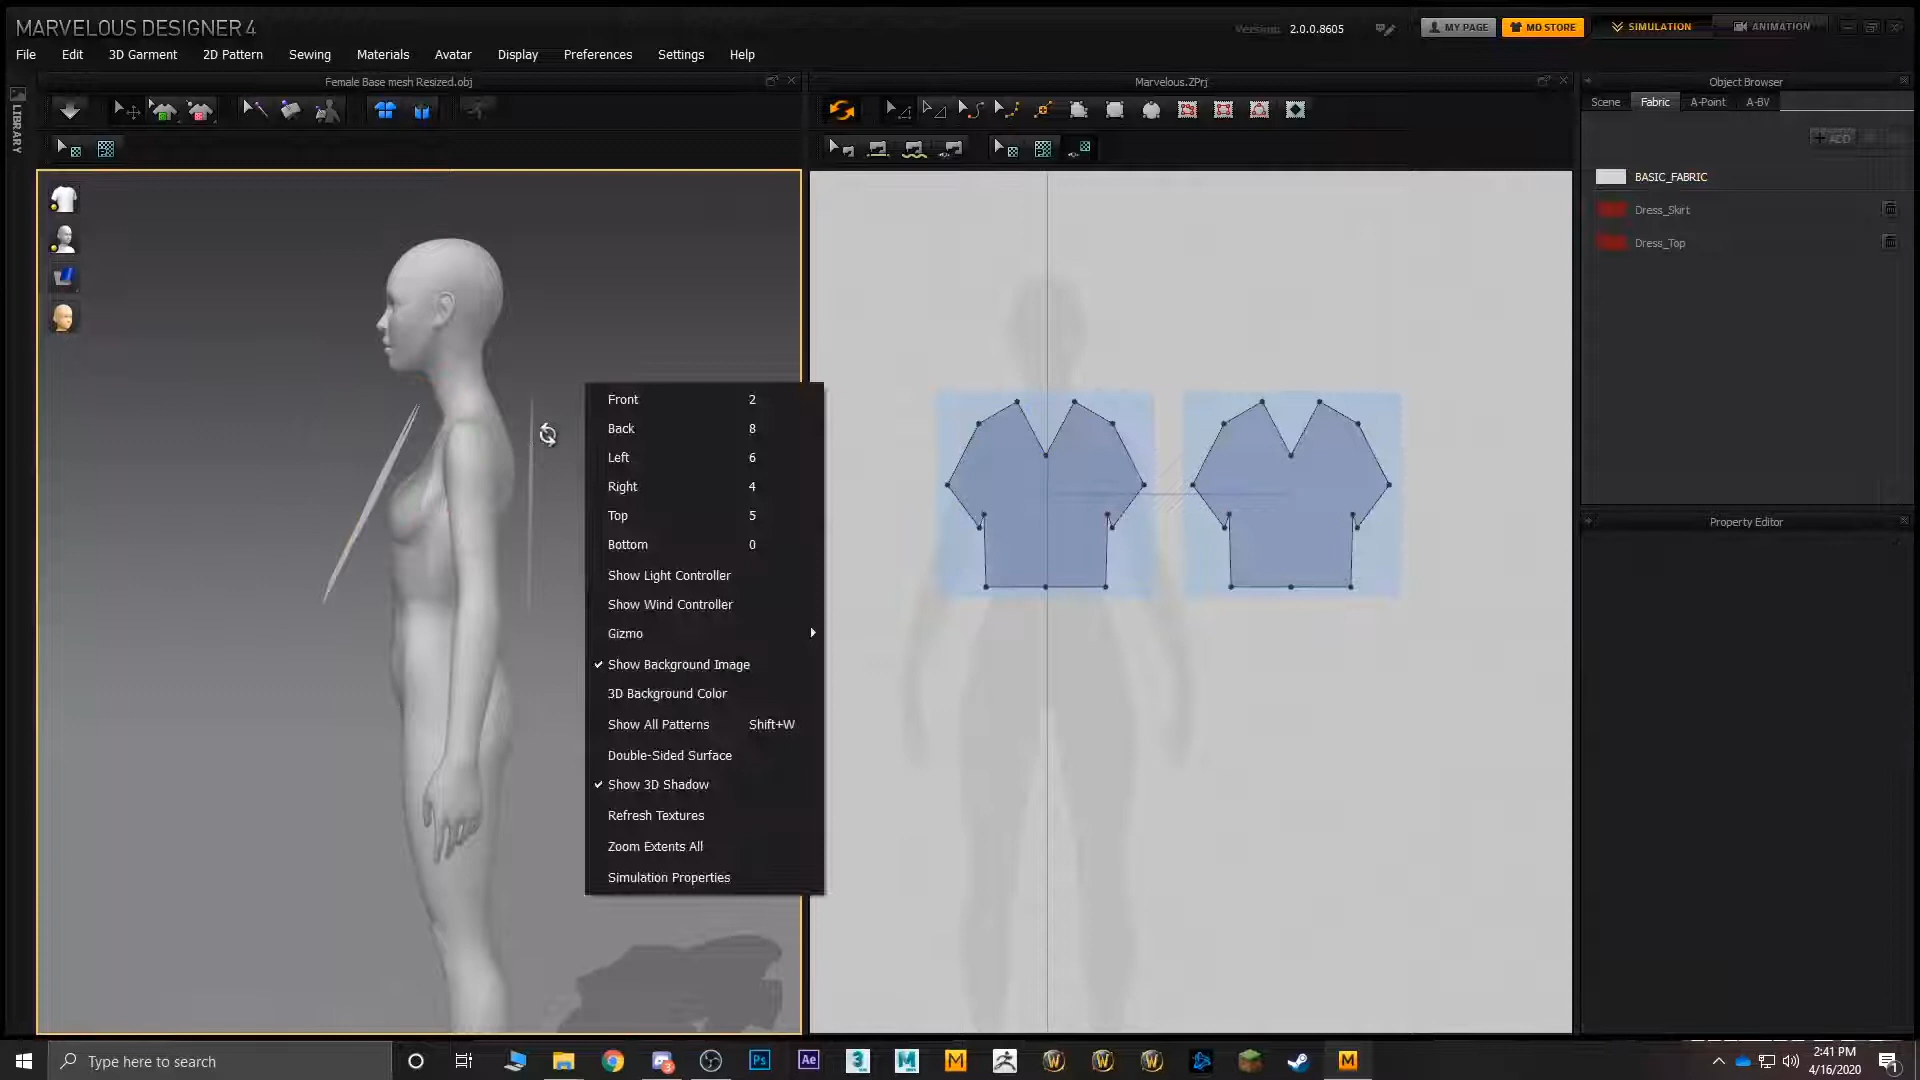 MARVELOUS DESIGNER 4
Version: 2.0.0.8605
MY PAGE
MD STORE
SIMULATION
ANIMATION
File Edit 3D Garment 2D Pattern Sewing Materials Avatar Display Preferences Settings Help
Female Base mesh Resized.obj
Marvelous.ZPrj
Object Browser
LIBRARY
Scene Fabric A-Point A-BV
+ ADD
BASIC_FABRIC
Dress_Skirt
Dress_Top
Property Editor
Front 2
Back 8
Left 6
Right 4
Top 5
Bottom 0
Show Light Controller
Show Wind Controller
Gizmo
Show Background Image
3D Background Color
Show All Patterns Shift+W
Double-Sided Surface
Show 3D Shadow
Refresh Textures
Zoom Extents All
Simulation Properties
Type here to search
Ps
Ae
2:41 PM
4/16/2020